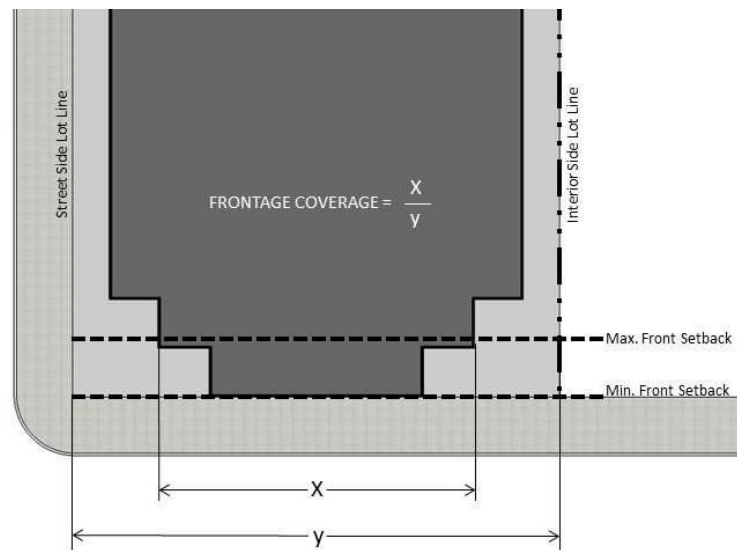 Street Side Lot Line
Interior Side Lot Line
FRONTAGE COVERAGE = X
y
Max. Front Setback
Min. Front Setback
X
y